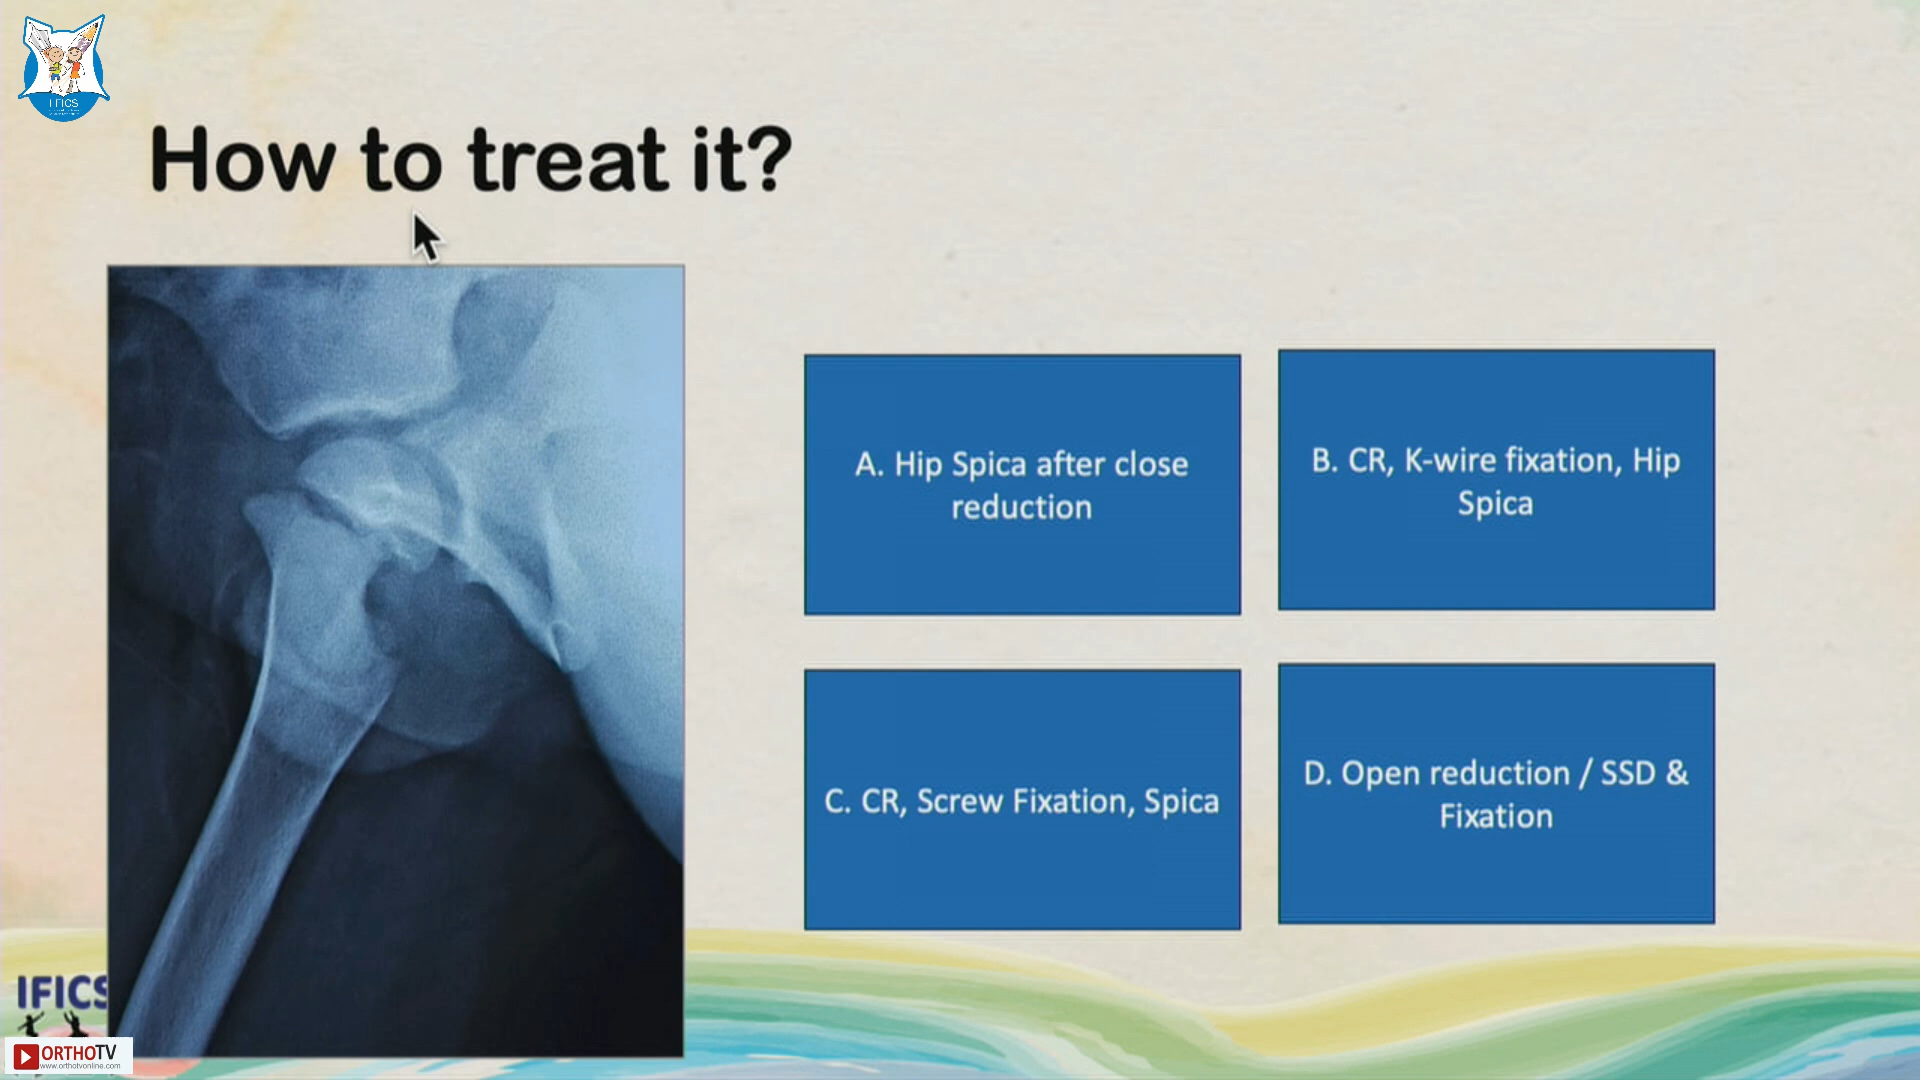 I FICS
How to treat it?
A. Hip Spica after close
reduction
B. CR, K-wire fixation, Hip
Spica
C. CR, Screw Fixation, Spica
D. Open reduction / SSD &
Fixation
IFICS
ORTHOTV
www.orthotvonline.com